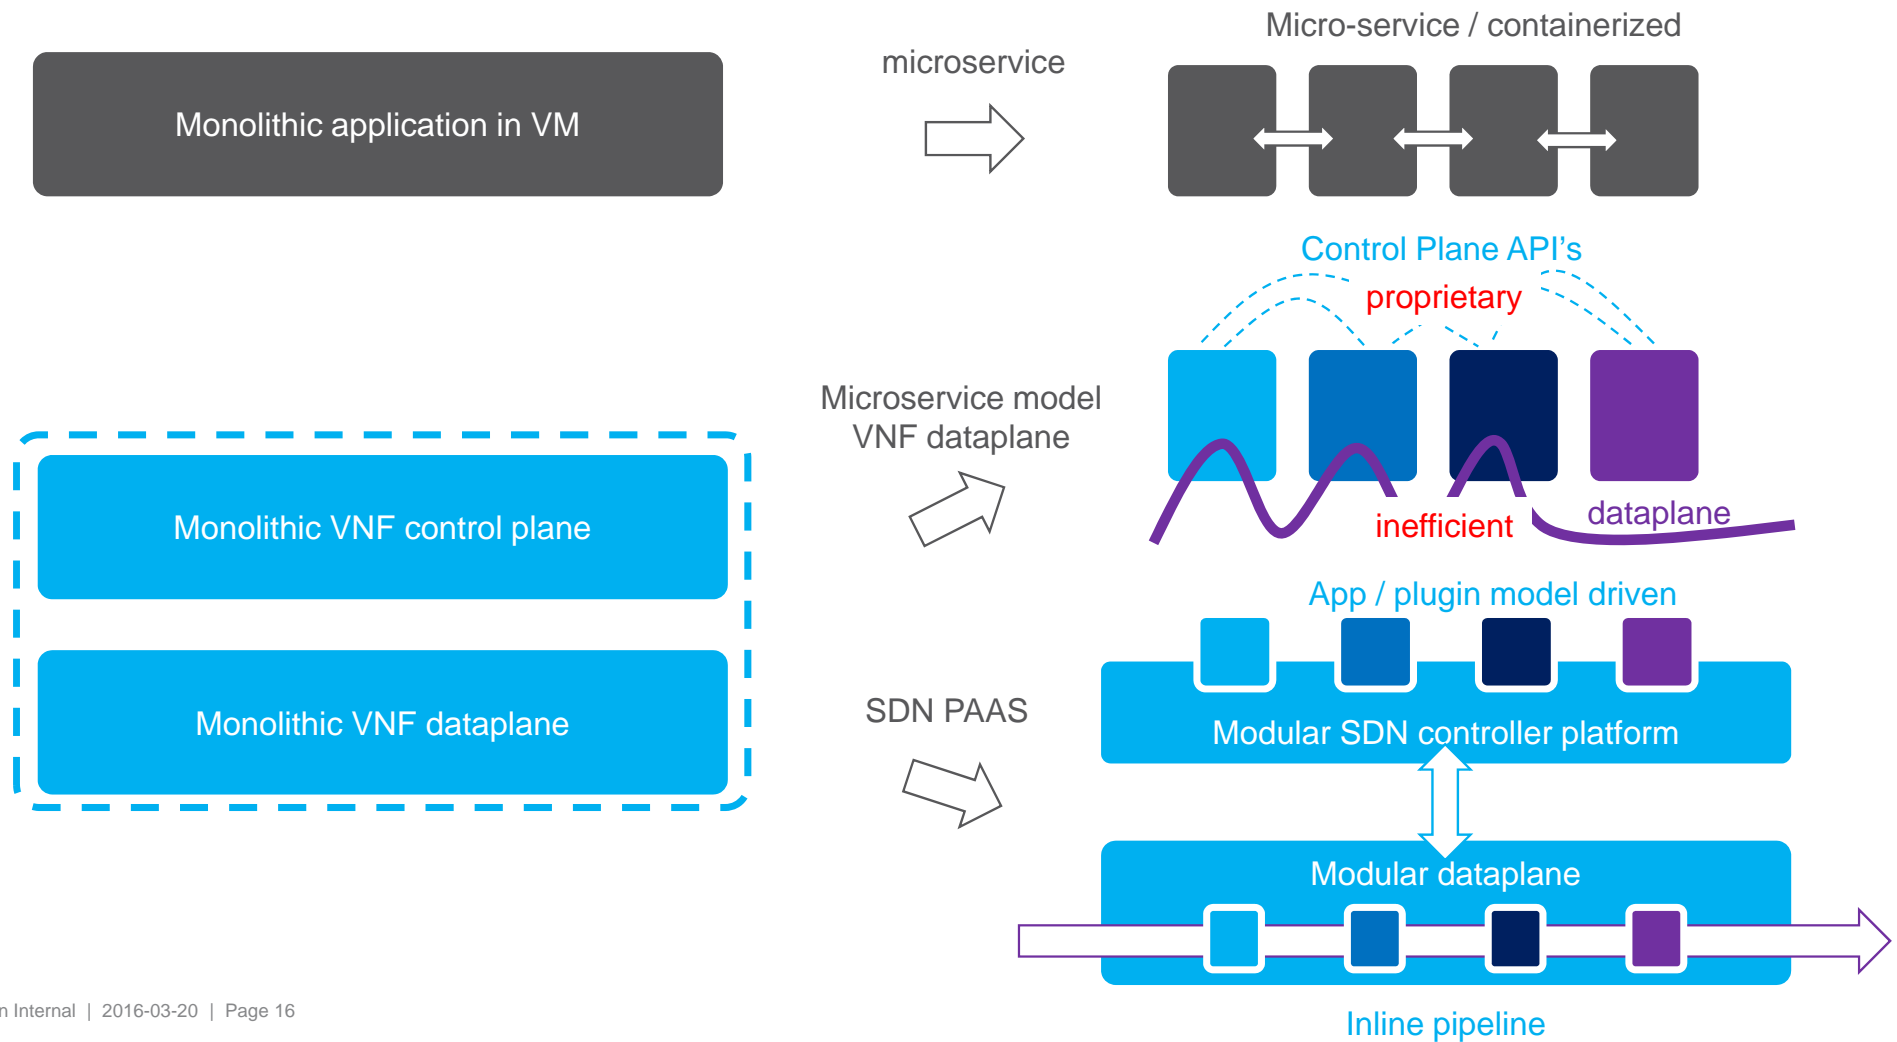 Micro-service / containerized
microservice
Monolithic application in VM
Control Plane API's
proprietary
Microservice model
VNF dataplane
Monolithic VNF control plane
inefficient
dataplane
App / plugin model driven
SDN PAAS
Monolithic VNF dataplane
Modular SDN controller platform
Modular dataplane
n Internal | 2016-03-20 | Page 16
Inline pipeline